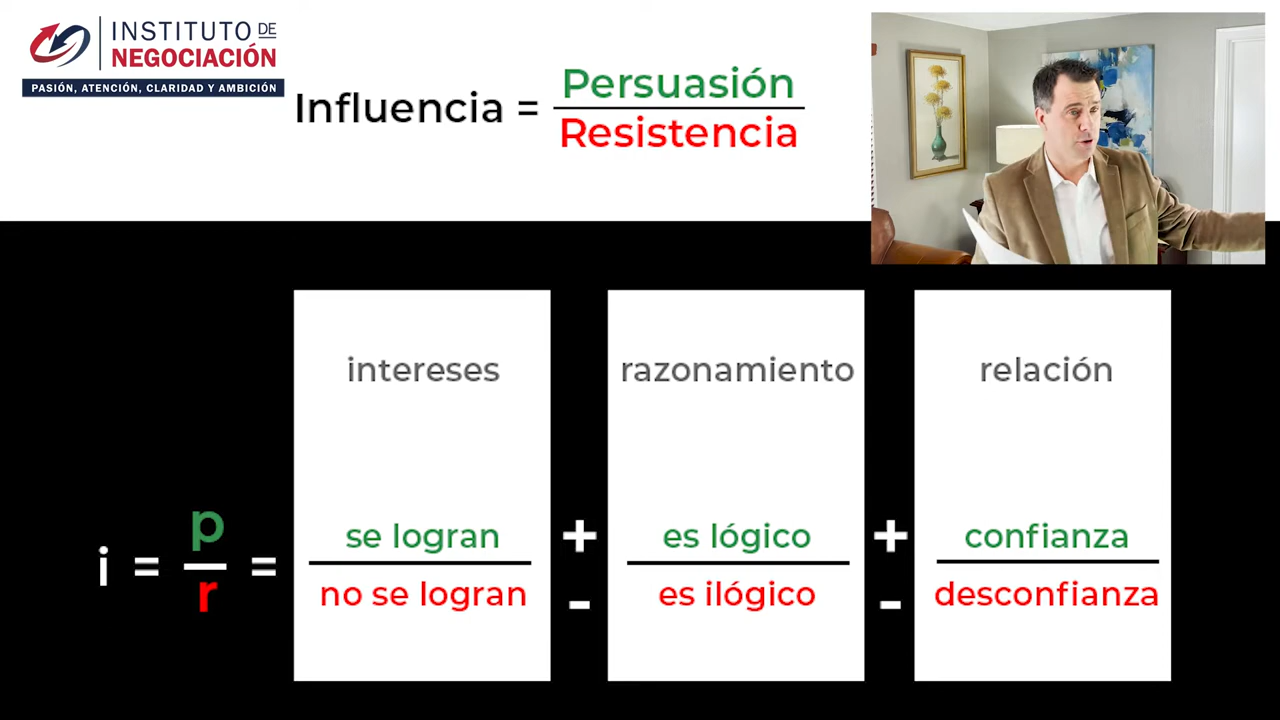 INSTITUTO DE
NEGOCIACIÓN
PASIÓN, ATENCIÓN, CLARIDAD Y AMBICIÓN
Influencia =
Persuasión
Resistencia
intereses
razonamiento
relación
i =
p
r
=
se logran
+
es lógico
+
confianza
no se logran
-
es ilógico
-
desconfianza